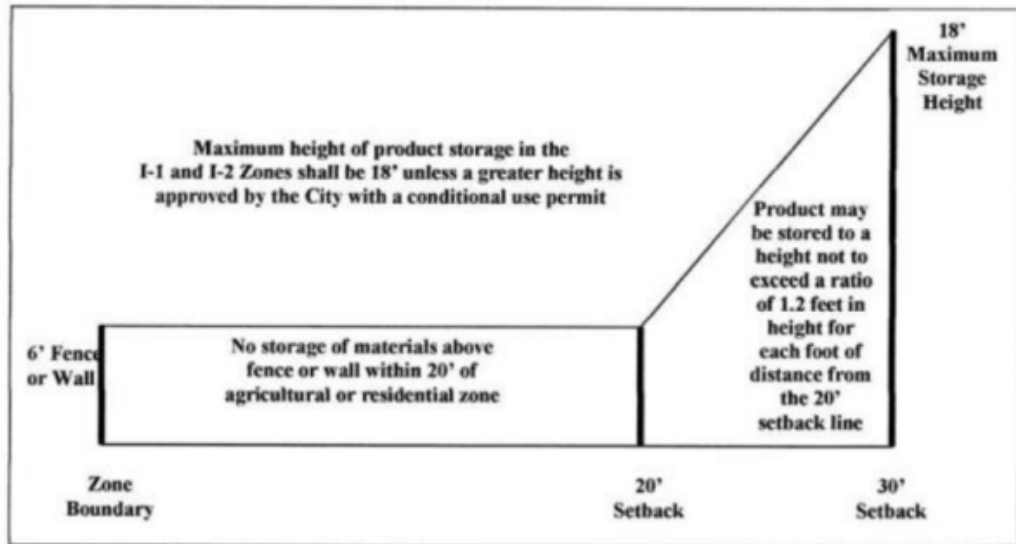 18’
Maximum
Storage
Height
Maximum height of product storage in the
I-1 and I-2 Zones shall be 18’ unless a greater height is
approved by the City with a conditional use permit
Product may
be stored to a
height not to
exceed a ratio
of 1.2 feet in
height for
each foot of
distance from
the 20’
setback line
6’ Fence
or Wall
No storage of materials above
fence or wall within 20’ of
agricultural or residential zone
Zone
Boundary
20’
Setback
30’
Setback